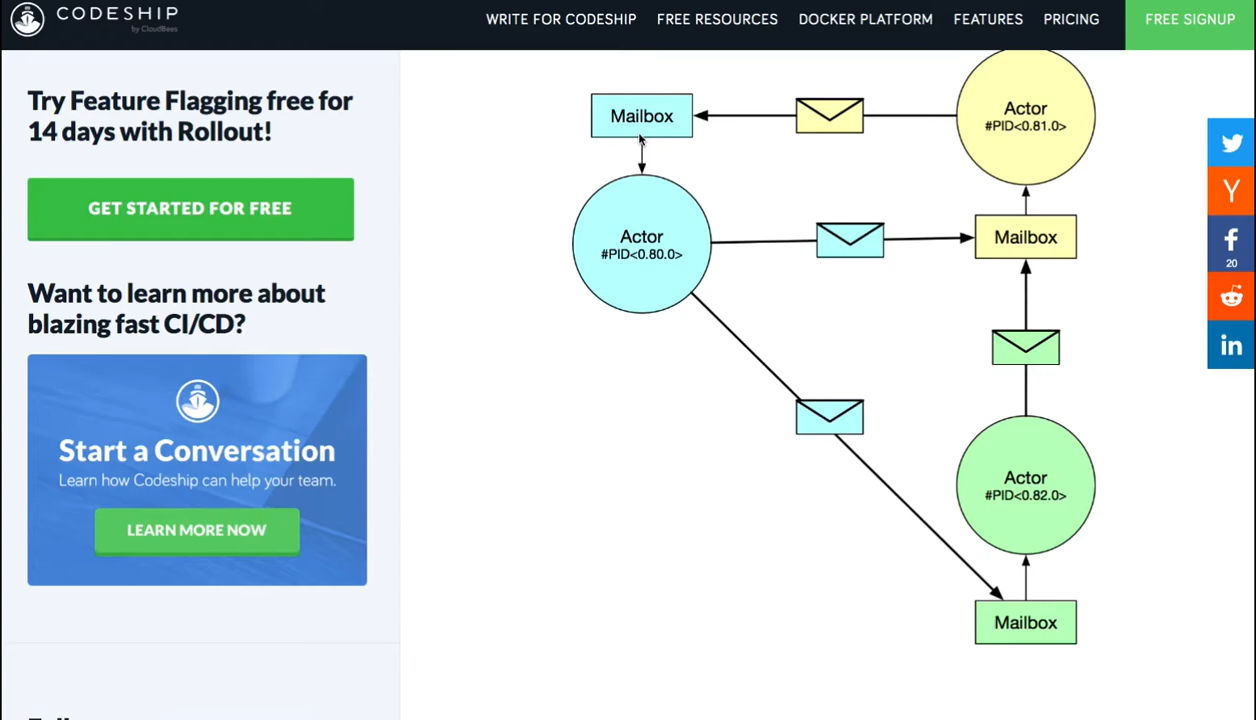 CODESHIP
by CloudBees
WRITE FOR CODESHIP
FREE RESOURCES
DOCKER PLATFORM
FEATURES
PRICING
FREE SIGNUP
Try Feature Flagging free for
14 days with Rollout!
GET STARTED FOR FREE
Want to learn more about
blazing fast CI/CD?
Start a Conversation
Learn how Codeship can help your team.
LEARN MORE NOW
Mailbox
Actor
#PID<0.81.0>
Actor
#PID<0.80.0>
Mailbox
Actor
#PID<0.82.0>
Mailbox
20